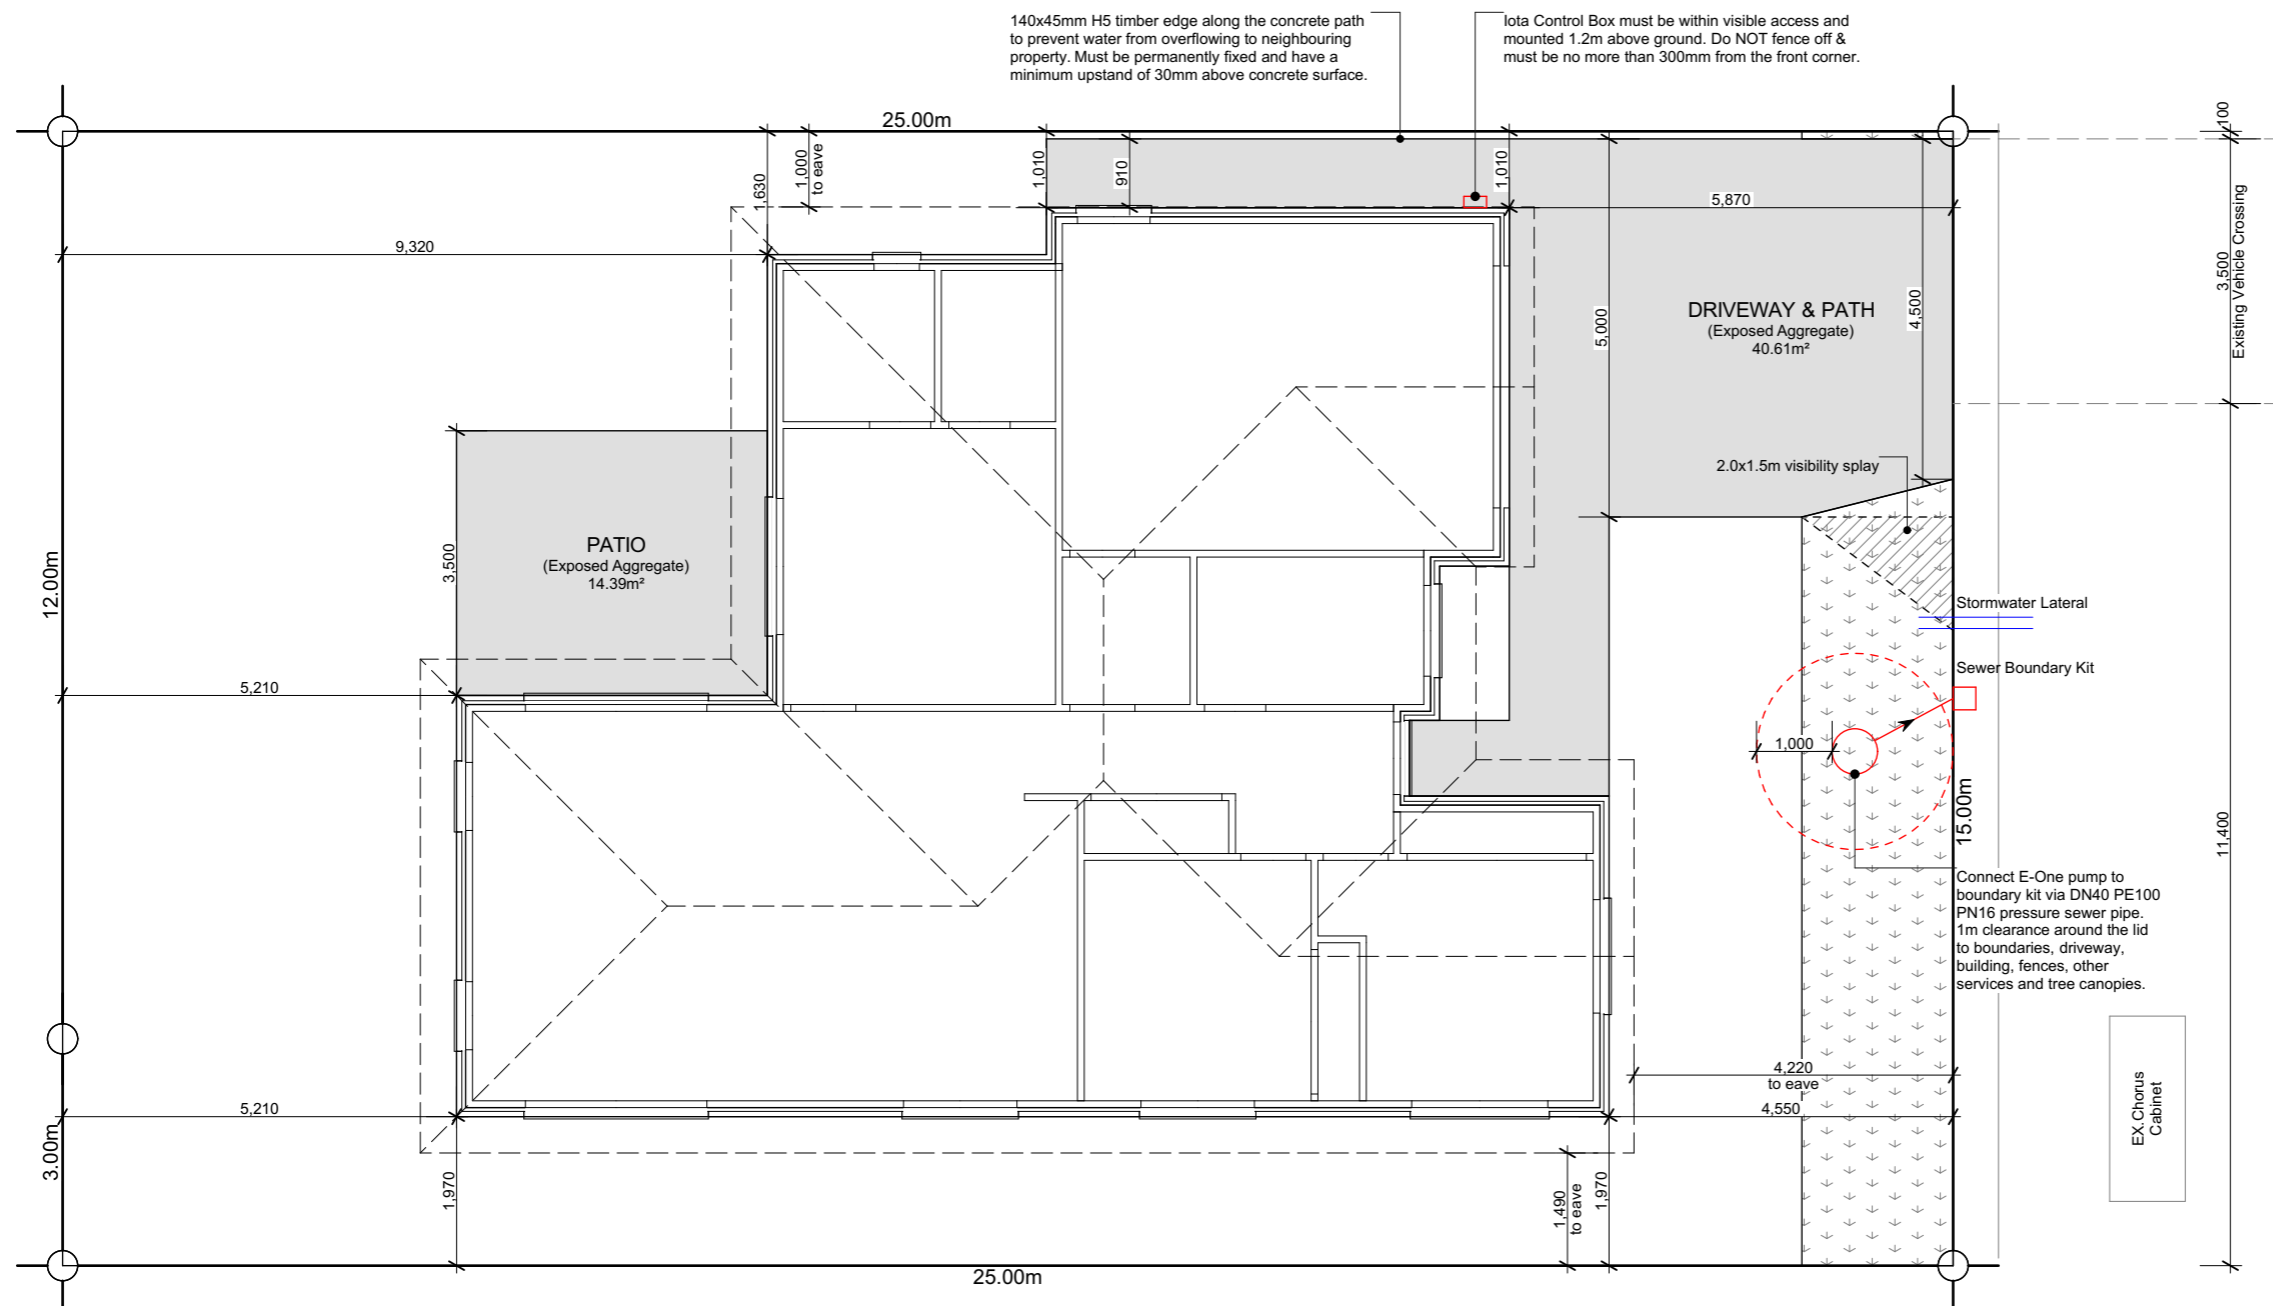 140x45mm H5 timber edge along the concrete path
to prevent water from overflowing to neighbouring
property. Must be permanently fixed and have a
minimum upstand of 30mm above concrete surface.
Iota Control Box must be within visible access and
mounted 1.2m above ground. Do NOT fence off &
must be no more than 300mm from the front corner.
25.00m
100
1,630
1,000
to eave
1,010
910
1,010
5,870
9,320
3,500
Existing Vehicle Crossing
5,000
4,500
DRIVEWAY & PATH
(Exposed Aggregate)
40.61m²
2.0x1.5m visibility splay
12.00m
3,500
PATIO
(Exposed Aggregate)
14.39m²
Stormwater Lateral
Sewer Boundary Kit
5,210
1,000
15.00m
11,400
Connect E-One pump to
boundary kit via DN40 PE100
PN16 pressure sewer pipe.
1m clearance around the lid
to boundaries, driveway,
building, fences, other
services and tree canopies.
4,220
to eave
5,210
4,550
EX.Chorus
Cabinet
3.00m
1,970
1,490
to eave
1,970
25.00m